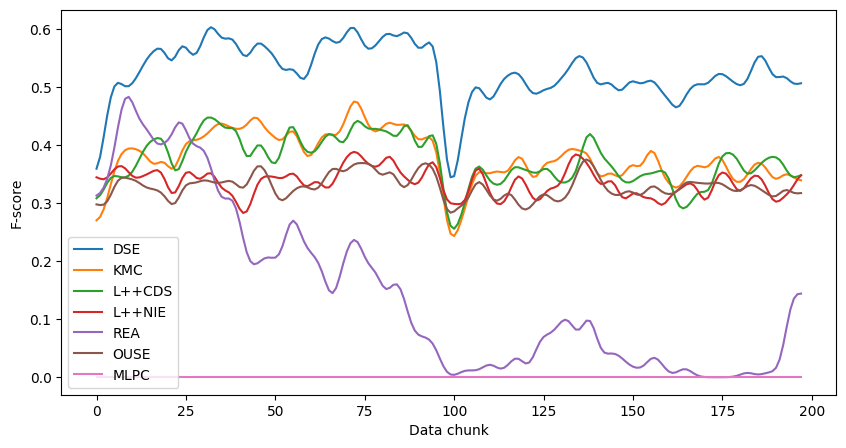 0.6
0.5
0.4
0.3
0.2
0.1
0.0
F-score
DSE
KMC
L++CDS
L++NIE
REA
OUSE
MLPC
0 25 50 75 100 125 150 175 200
Data chunk